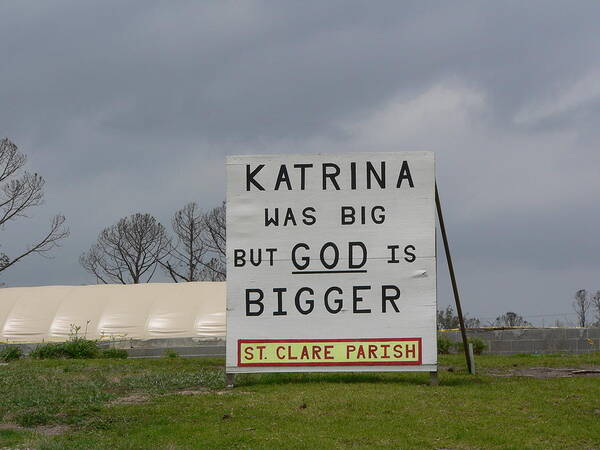 KATRINA
WAS BIG
BUT GOD IS
BIGGER
ST. CLARE PARISH